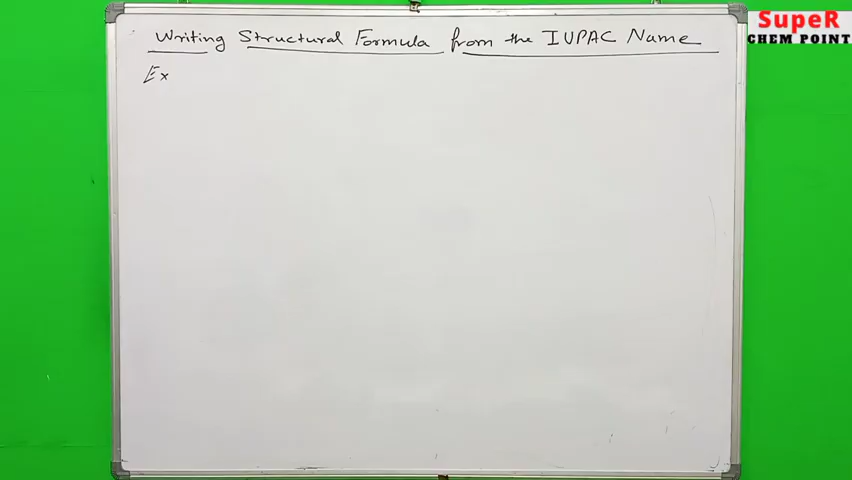 SupeR
CHEM POINT
Writing Structural Formula from the IUPAC Name
Ex